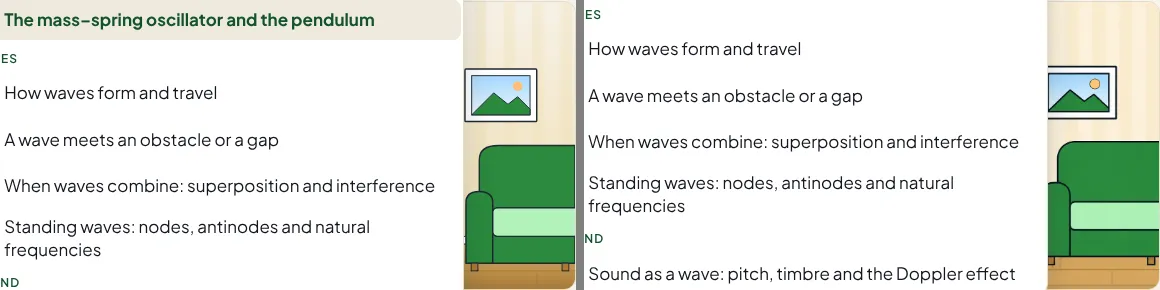 The mass–spring oscillator and the pendulum
ES
How waves form and travel
A wave meets an obstacle or a gap
When waves combine: superposition and interference
Standing waves: nodes, antinodes and natural
frequencies
ND
ES
How waves form and travel
A wave meets an obstacle or a gap
When waves combine: superposition and interference
Standing waves: nodes, antinodes and natural
frequencies
ND
Sound as a wave: pitch, timbre and the Doppler effect